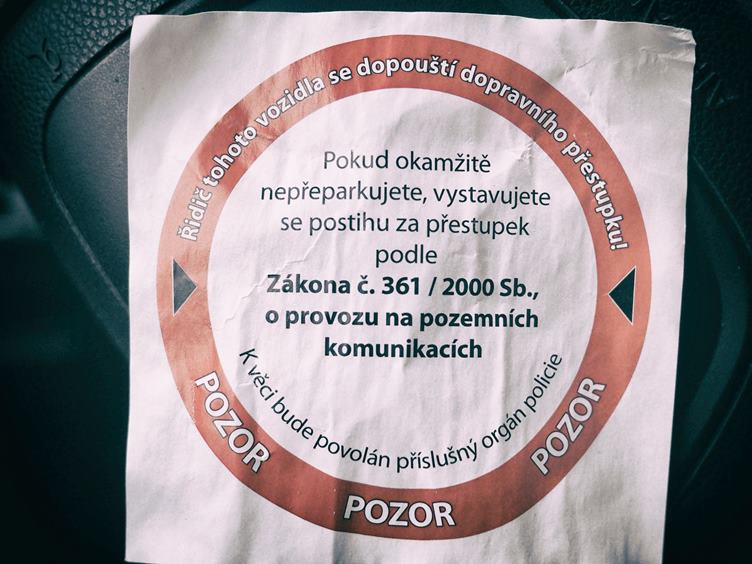 Řidič tohoto vozidla se dopouští dopravního přestupku!
Pokud okamžitě
nepřeparkujete, vystavujete
se postihu za přestupek
podle
Zákona č. 361 / 2000 Sb.,
o provozu na pozemních
komunikacích
K věci bude povolán příslušný orgán policie
POZOR
POZOR
POZOR